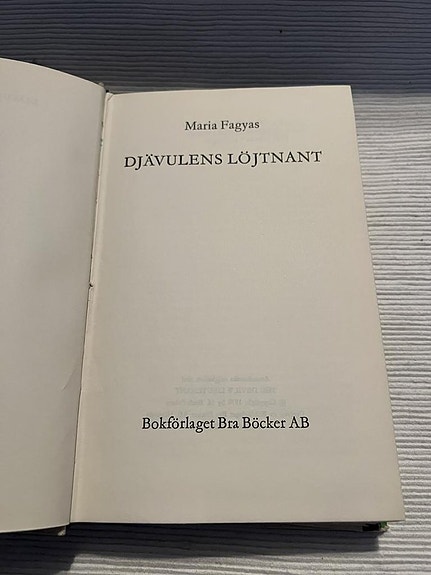 Maria Fagyas
DJÄVULENS LÖJTNANT
Bokförlaget Bra Böcker AB